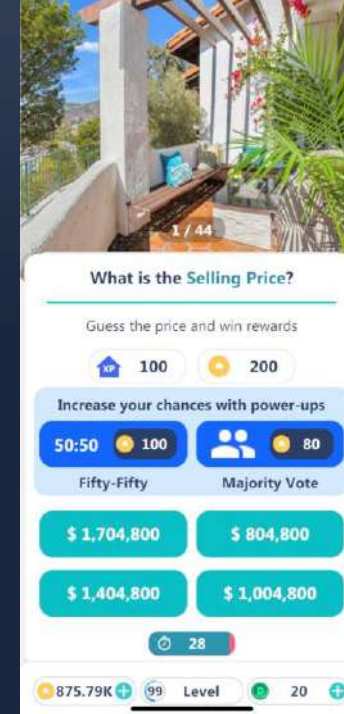 1 / 44
What is the Selling Price?
Guess the price and win rewards
XP 100 200
Increase your chances with power-ups
50:50 100 80
Fifty-Fifty Majority Vote
$ 1,704,800 $ 804,800
$ 1,404,800 $ 1,004,800
28
875.79K 99 Level 20